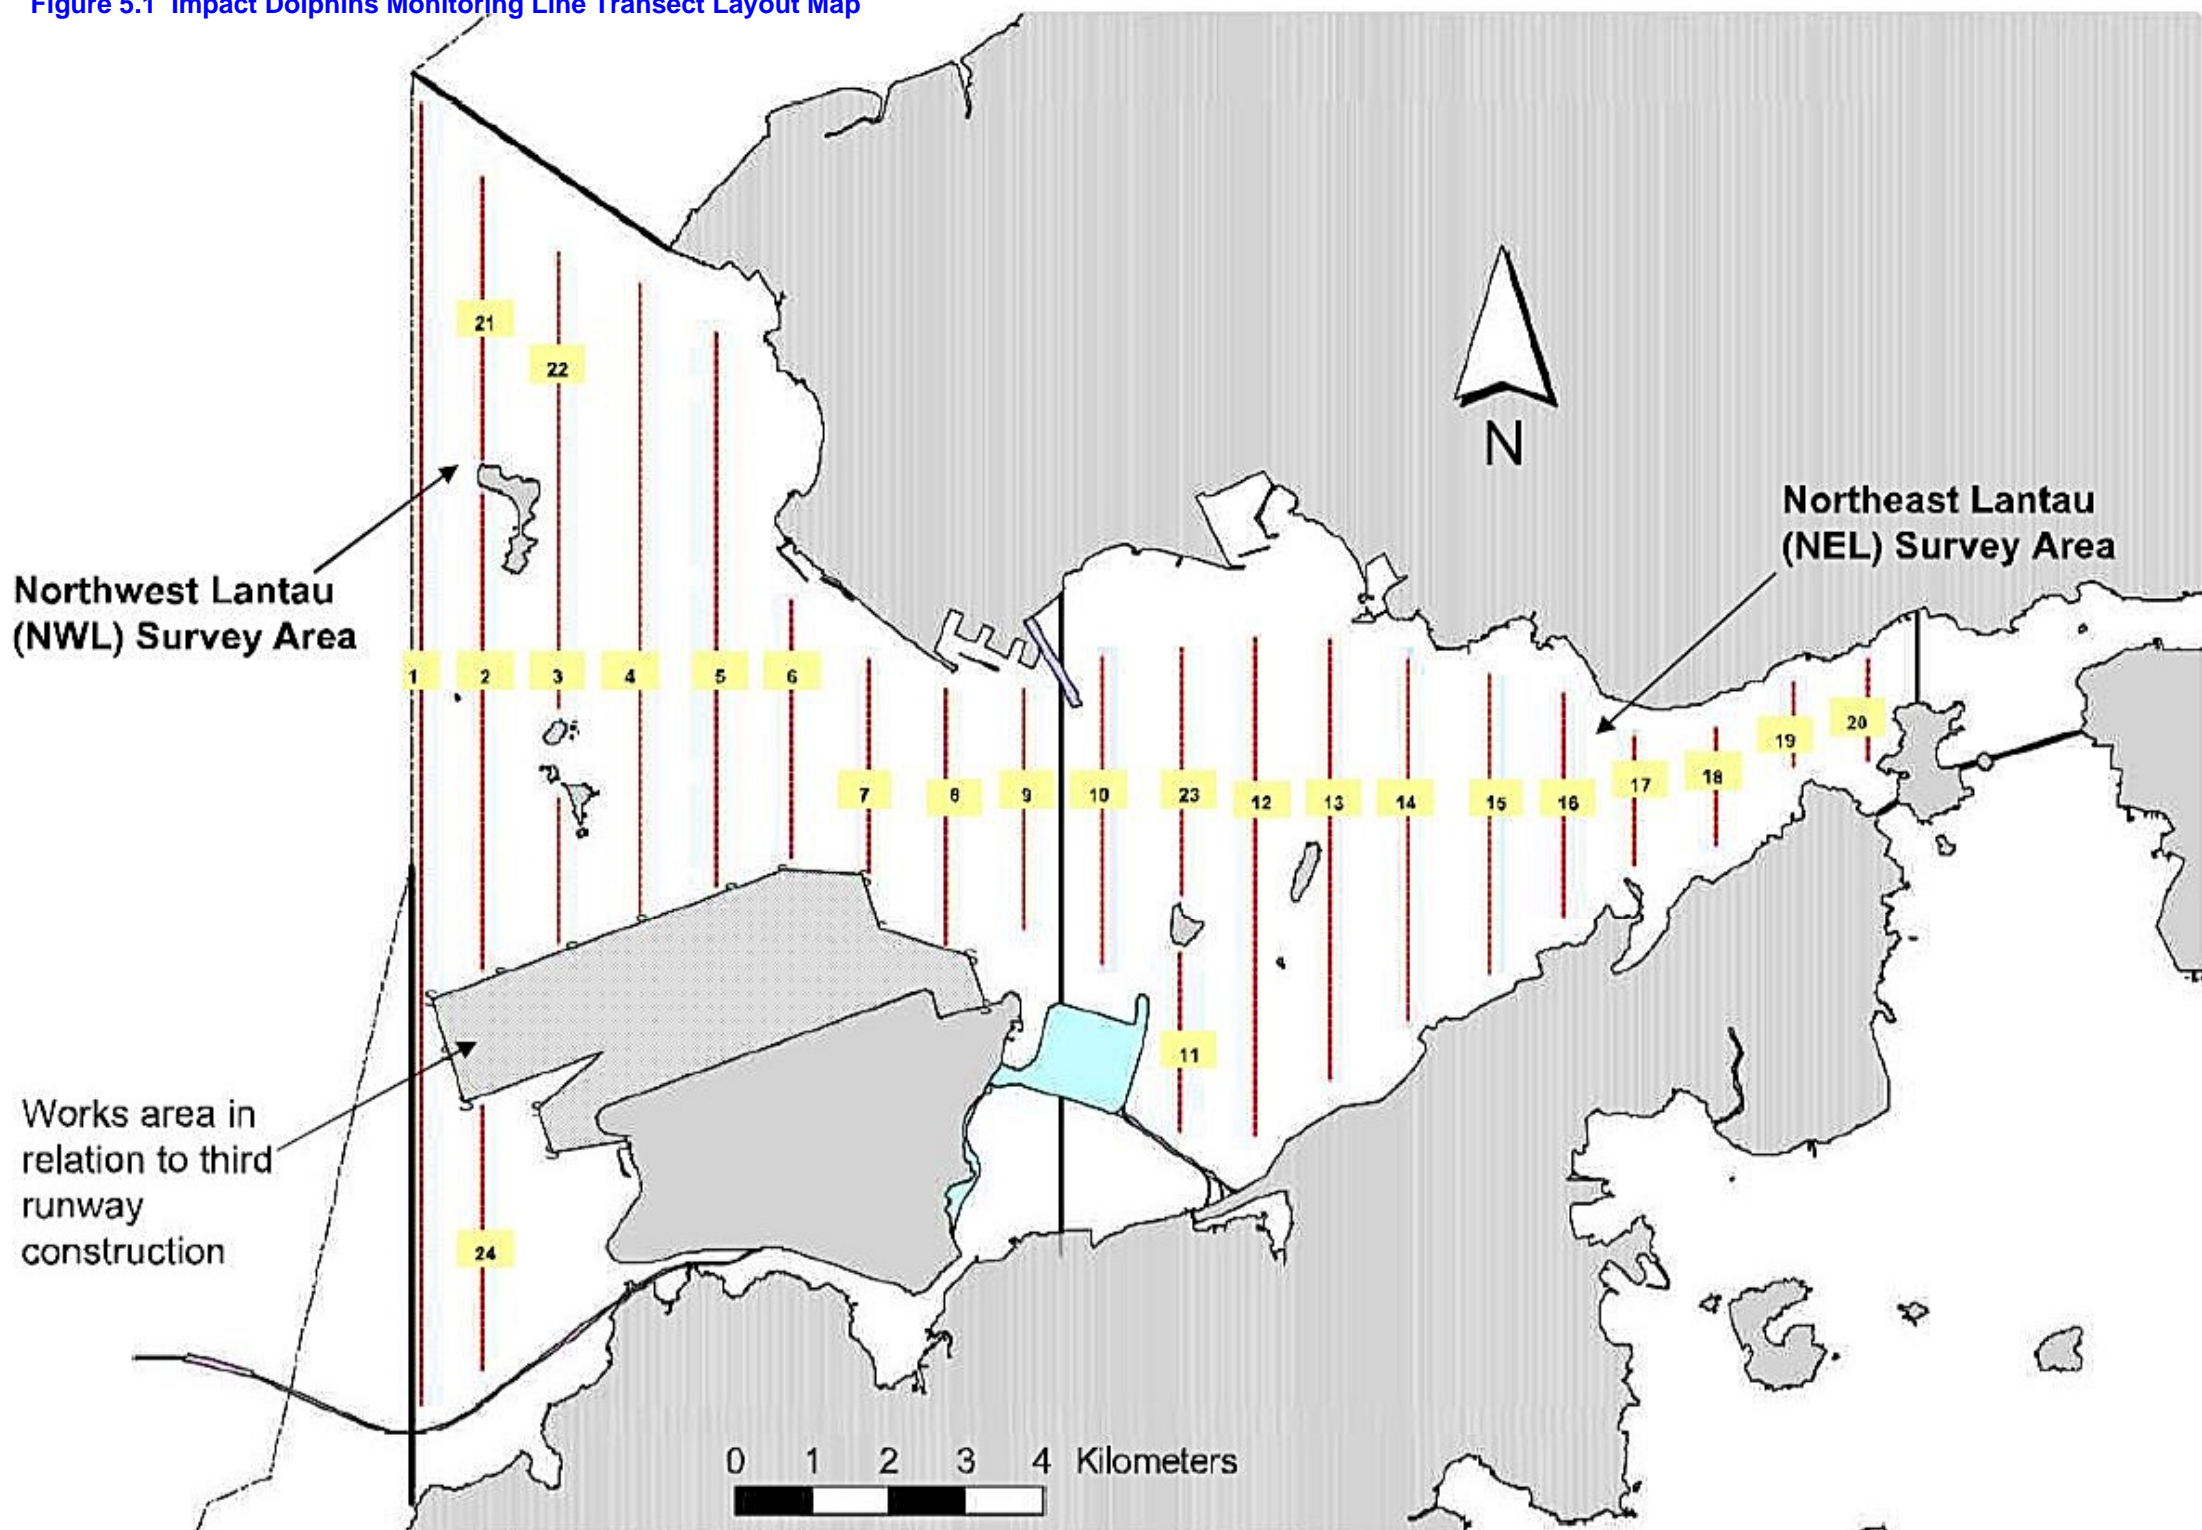 Figure 5.1 Impact Dolphins Monitoring Line Transect Layout Map
21
22
N
Northeast Lantau
(NEL) Survey Area
Northwest Lantau
(NWL) Survey Area
1 2 3 4 5 6
7 8 9 10 23 12 13 14 15 16 17 18 19 20
11
Works area in
relation to third
runway
construction
24
0 1 2 3 4 Kilometers